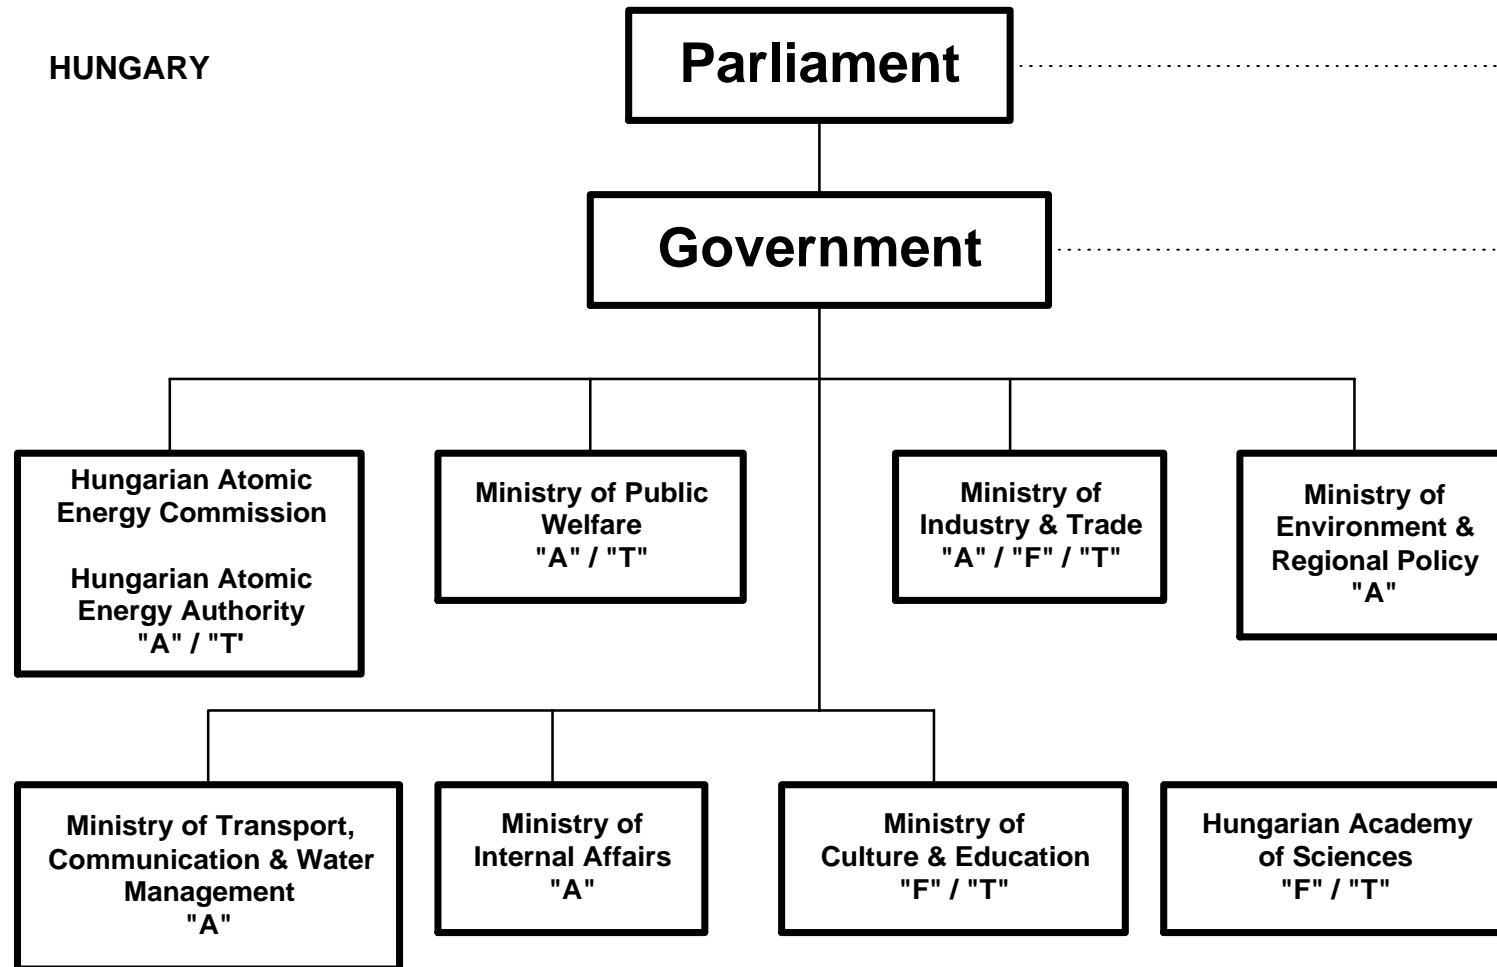 HUNGARY
Parliament
Government
Hungarian Atomic
Energy Commission
Hungarian Atomic
Energy Authority
"A" / "T'
Ministry of Public
Welfare
"A" / "T"
Ministry of
Industry & Trade
"A" / "F" / "T"
Ministry of
Environment &
Regional Policy
"A"
Ministry of Transport,
Communication & Water
Management
"A"
Ministry of
Internal Affairs
"A"
Ministry of
Culture & Education
"F" / "T"
Hungarian Academy
of Sciences
"F" / "T"